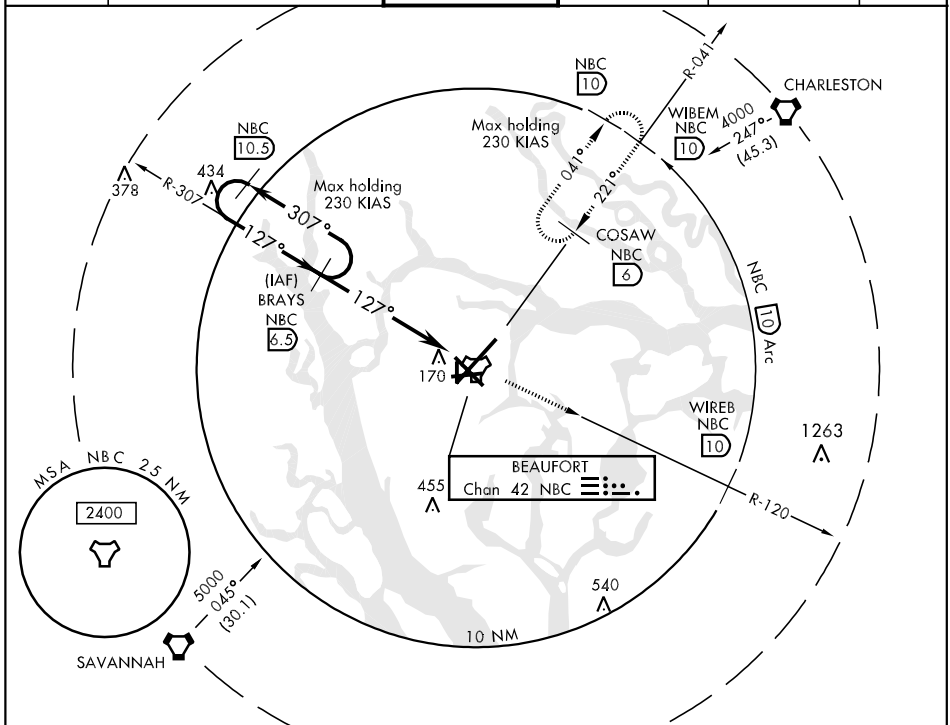 R-041
NBC
10
CHARLESTON
WIBEM
NBC
10
4000
247°
(45.3)
Max holding
230 KIAS
041°
221°
NBC
10.5
434
378
R-307
Max holding
230 KIAS
307°
127°
COSAW
NBC
6
(IAF)
BRAYS
NBC
6.5
127°
NBC 10 Arc
170
WIREB
NBC
10
1263
BEAUFORT
Chan 42 NBC
455
R-120
MSA NBC 25 NM
2400
5000
045°
(30.1)
540
10 NM
SAVANNAH